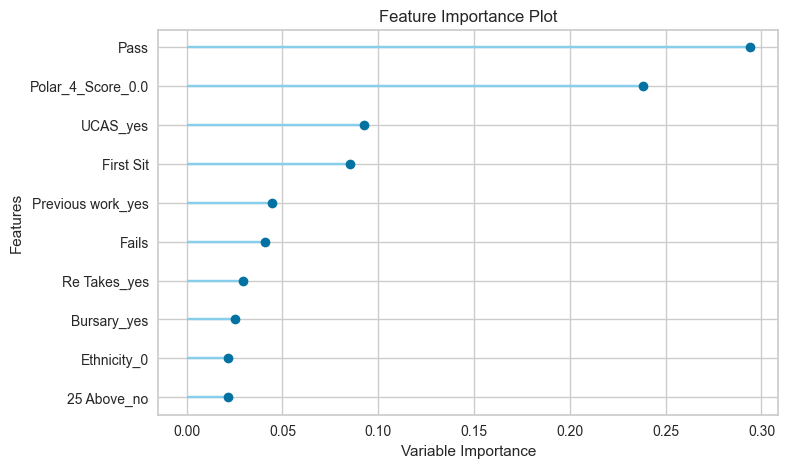 Feature Importance Plot
Pass
Polar_4_Score_0.0
UCAS_yes
First Sit
Previous work_yes
Fails
Re Takes_yes
Bursary_yes
Ethnicity_0
25 Above_no
Features
0.00 0.05 0.10 0.15 0.20 0.25 0.30
Variable Importance